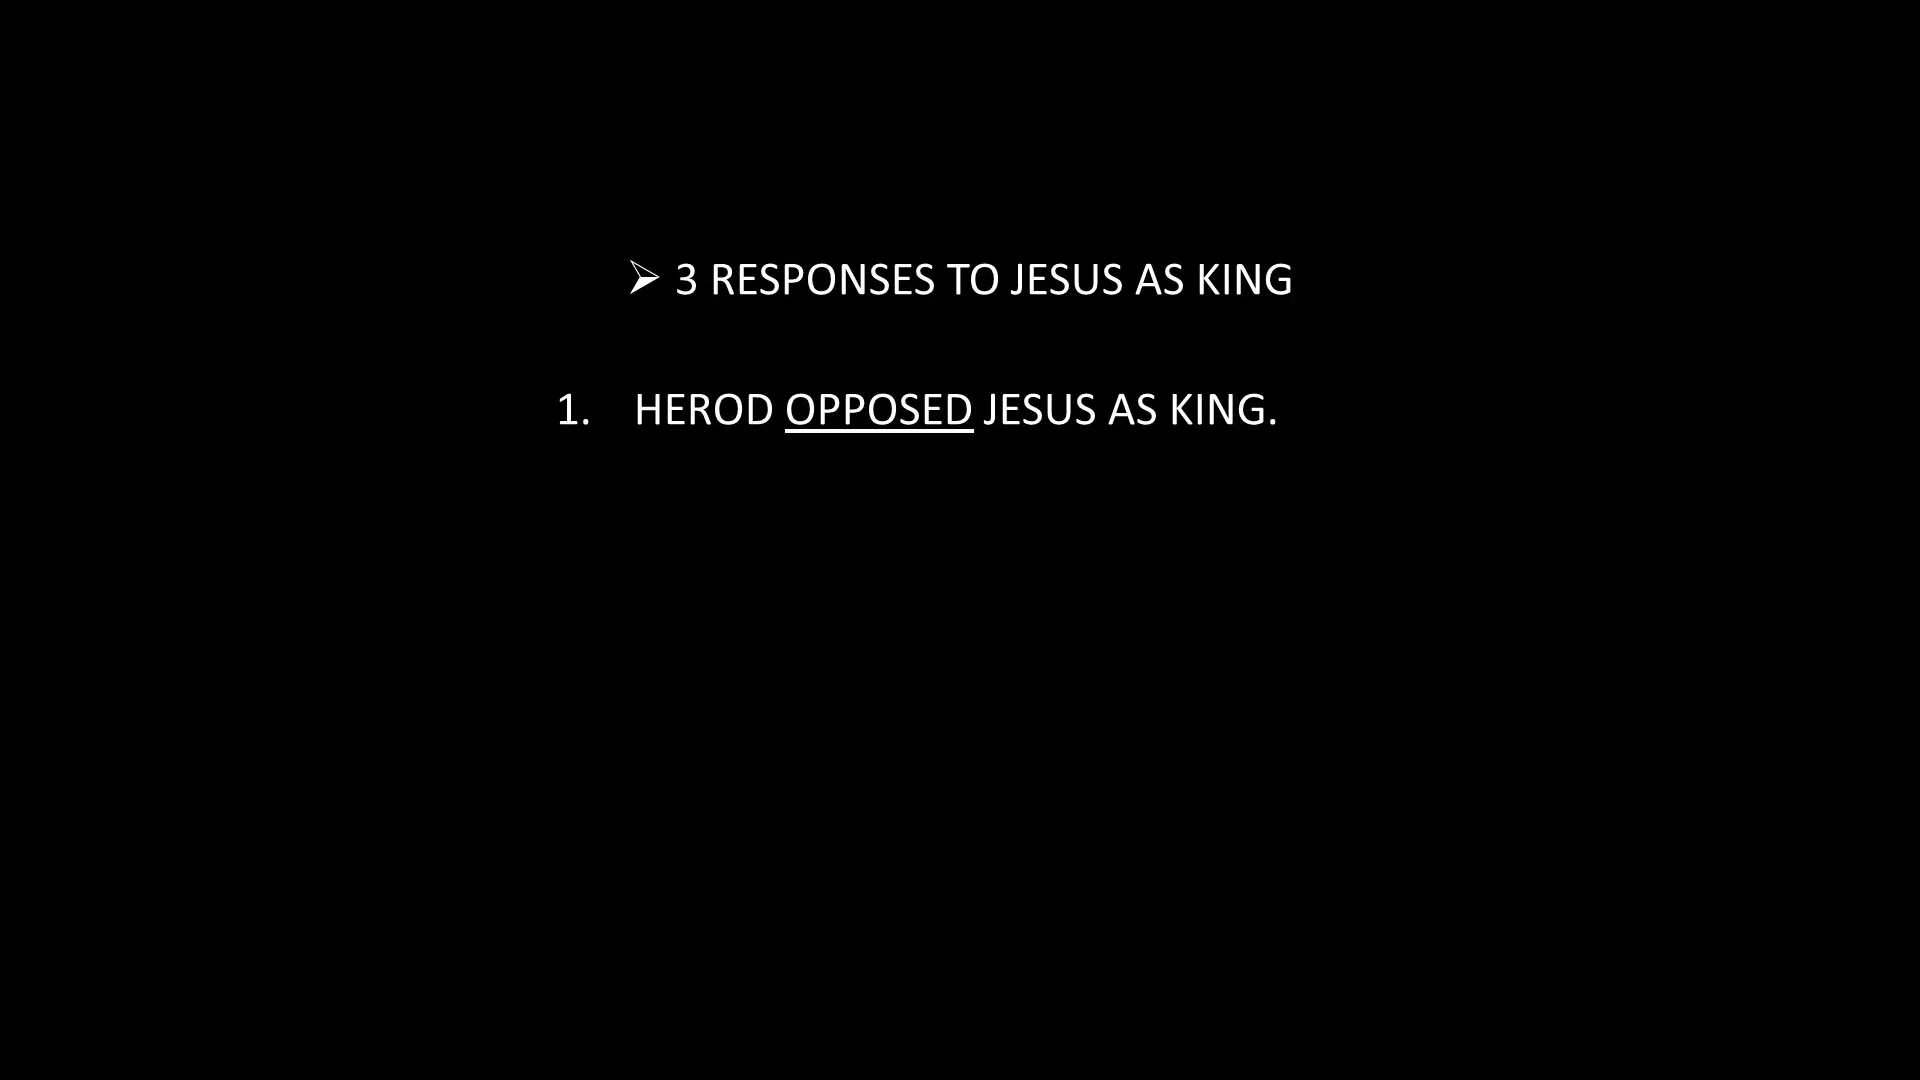 ➢ 3 RESPONSES TO JESUS AS KING
1. HEROD OPPOSED JESUS AS KING.